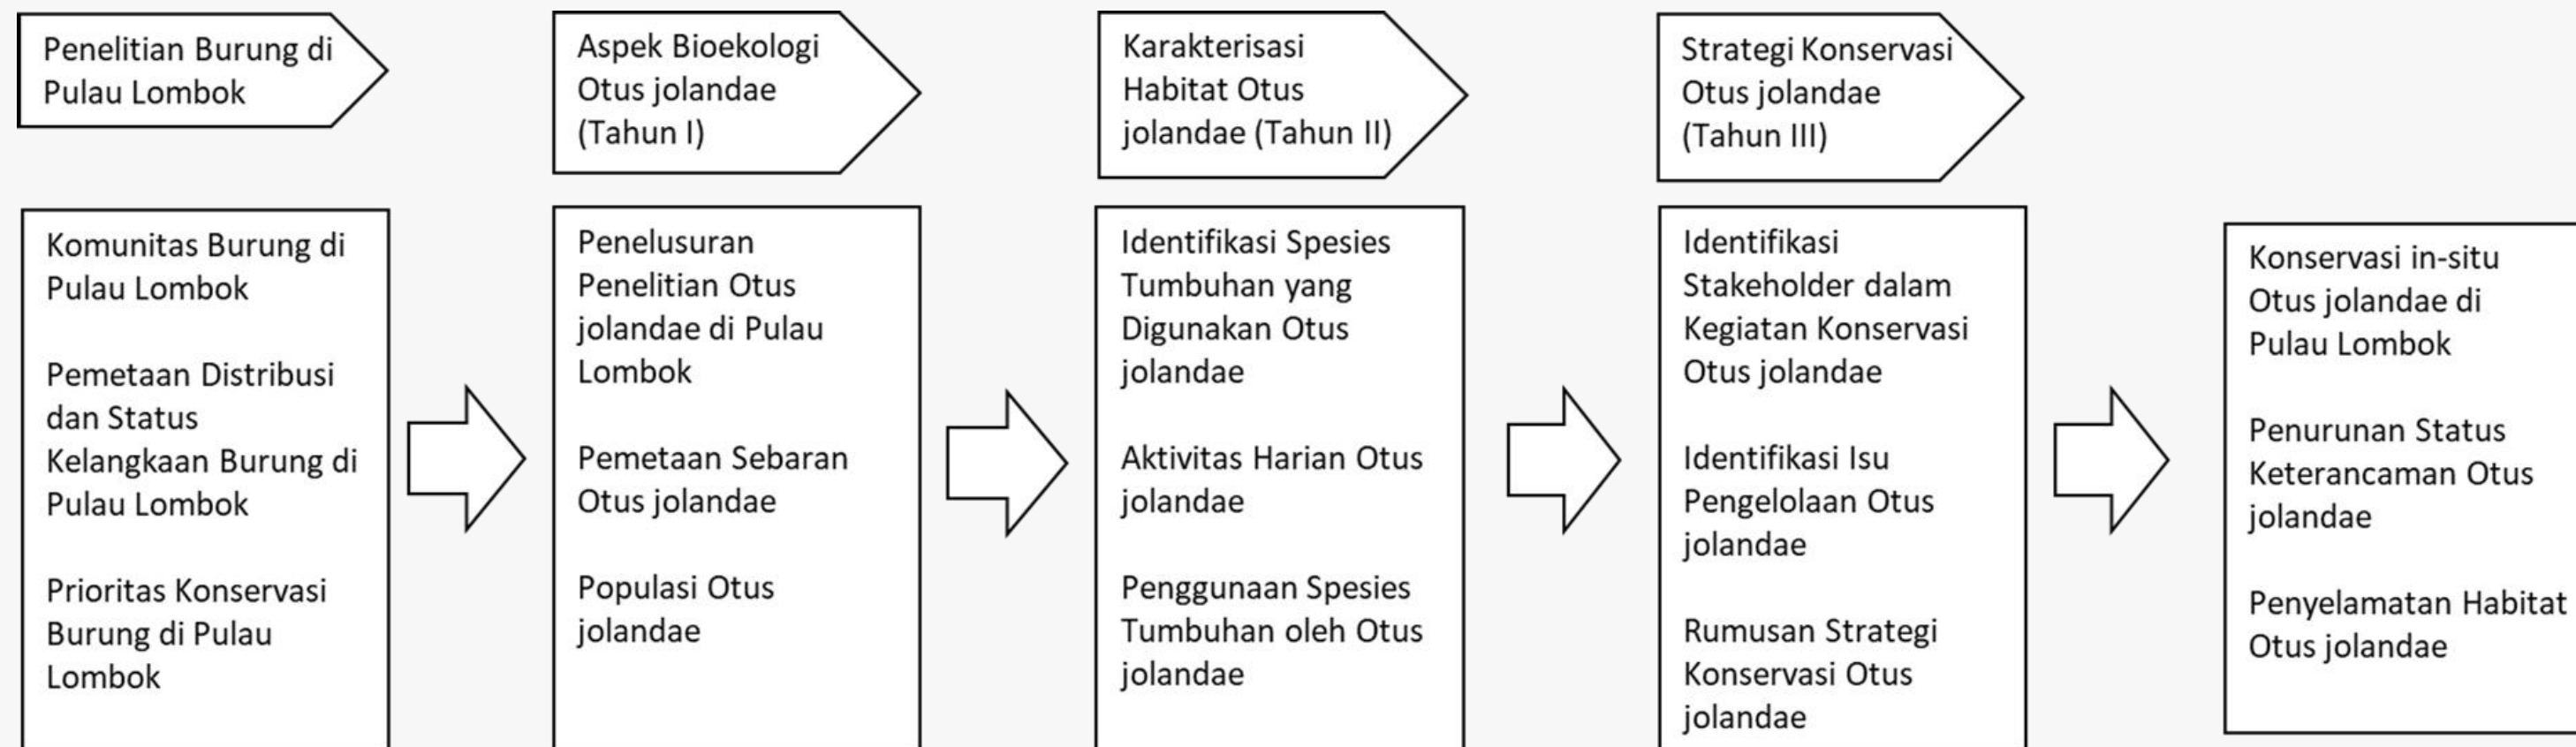 Penelitian Burung di
Pulau Lombok
Aspek Bioekologi
Otus jolandae
(Tahun I)
Karakterisasi
Habitat Otus
jolandae (Tahun II)
Strategi Konservasi
Otus jolandae
(Tahun III)
Komunitas Burung di
Pulau Lombok
Pemetaan Distribusi
dan Status
Kelangkaan Burung di
Pulau Lombok
Prioritas Konservasi
Burung di Pulau
Lombok
Penelusuran
Penelitian Otus
jolandae di Pulau
Lombok
Pemetaan Sebaran
Otus jolandae
Populasi Otus
jolandae
Identifikasi Spesies
Tumbuhan yang
Digunakan Otus
jolandae
Aktivitas Harian Otus
jolandae
Penggunaan Spesies
Tumbuhan oleh Otus
jolandae
Identifikasi
Stakeholder dalam
Kegiatan Konservasi
Otus jolandae
Identifikasi Isu
Pengelolaan Otus
jolandae
Rumusan Strategi
Konservasi Otus
jolandae
Konservasi in-situ
Otus jolandae di
Pulau Lombok
Penurunan Status
Keterancaman Otus
jolandae
Penyelamatan Habitat
Otus jolandae